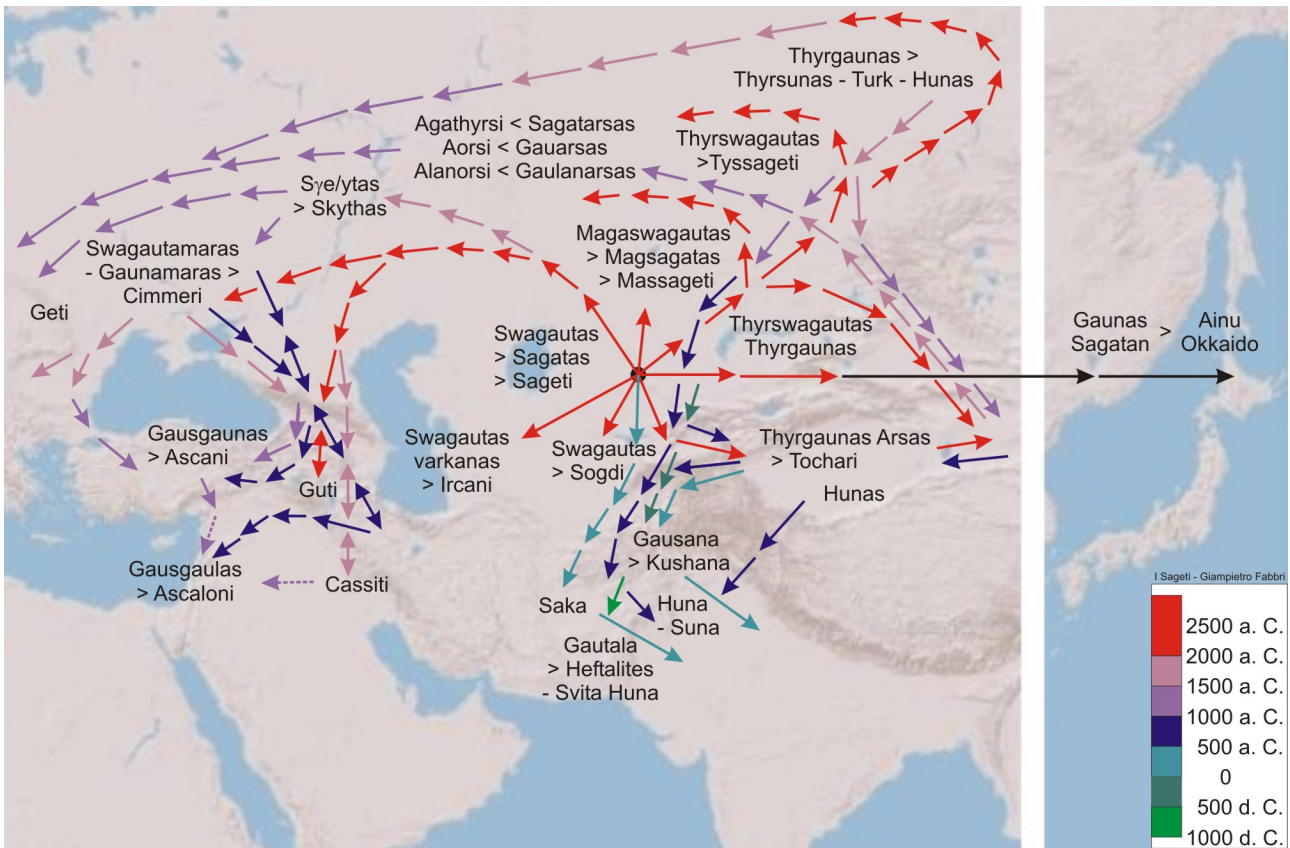 Thyrgaunas >
Thyrsunas - Turk - Hunas
Agathyrsi < Sagatarsas
Aorsi < Gauarsas
Alanorsi < Gaulanarsas
Thyrswagautas
>Tyssageti
Sγe/ytas
> Skythas
Swagautamaras
- Gaunamaras >
Cimmeri
Magaswagautas
> Magsagatas
> Massageti
Geti
Swagautas
> Sagatas
> Sageti
Thyrswagautas
Thyrgaunas
Gaunas
Sagatan
>
Ainu
Okkaido
Gausgaunas
> Ascani
Swagautas
varkanas
> Ircani
Swagautas
> Sogdi
Thyrgaunas Arsas
> Tochari
Guti
Hunas
Gausana
> Kushana
Gausgaulas
> Ascaloni
Cassiti
Saka
Huna
- Suna
Gautala
> Heftalites
- Svita Huna
I Sageti - Giampietro Fabbri
2500 a. C.
2000 a. C.
1500 a. C.
1000 a. C.
500 a. C.
0
500 d. C.
1000 d. C.